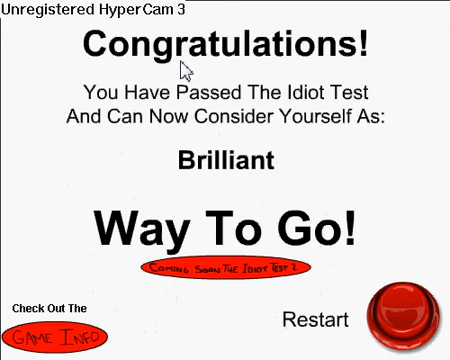 Unregistered HyperCam 3
Congratulations!
You Have Passed The Idiot Test
And Can Now Consider Yourself As:
Brilliant
Way To Go!
COMING SOON THE IDIOT TEST 2
Check Out The
GAME INFO
Restart